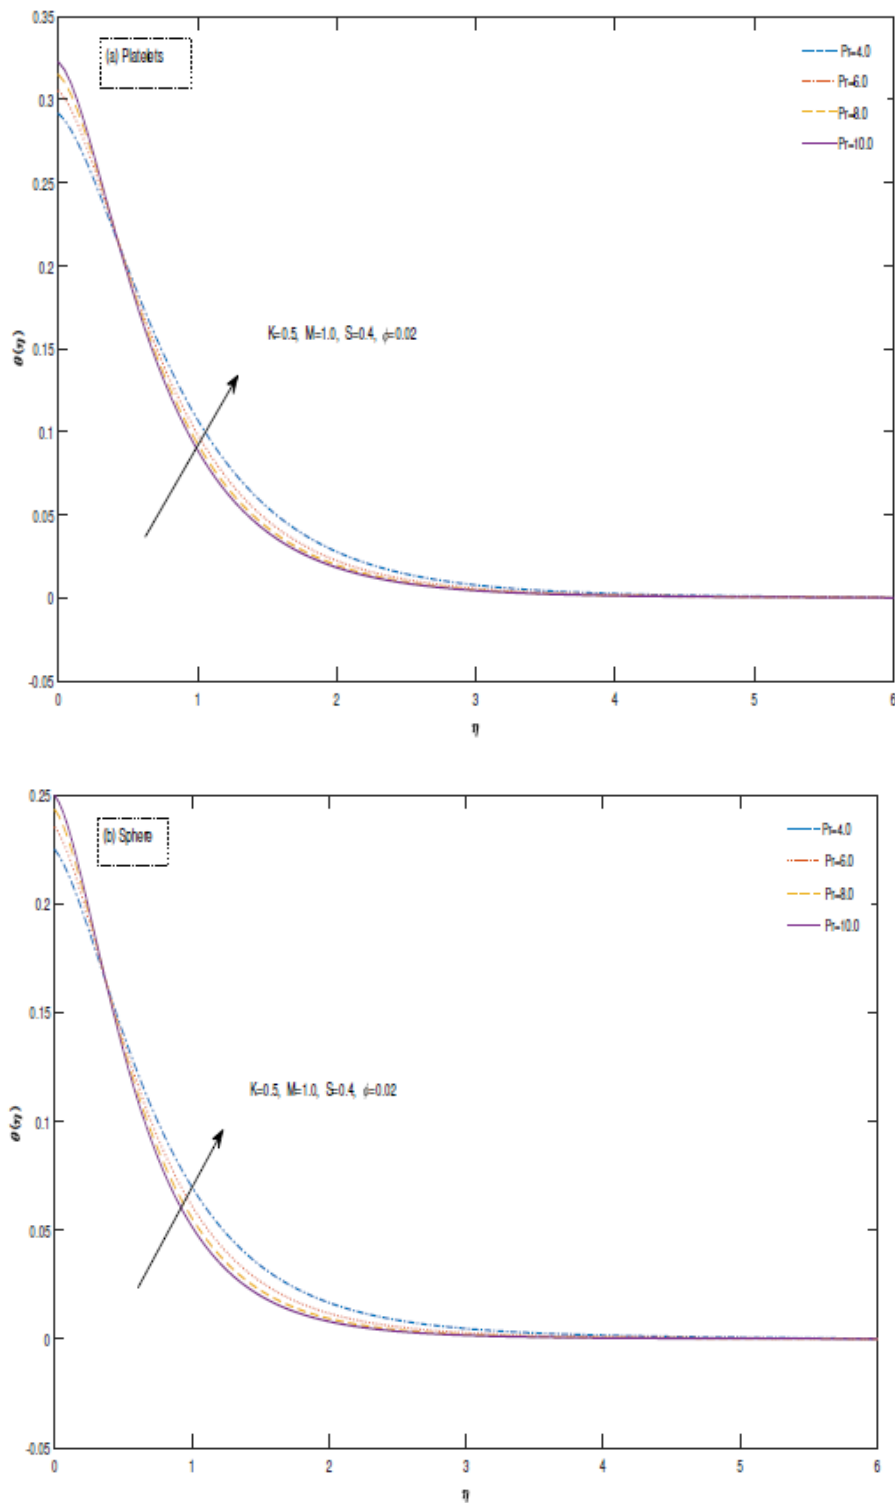 0.35
(a) Platelets
Pr=4.0
Pr=6.0
Pr=8.0
Pr=10.0
0.3
0.25
0.2
K=0.5, M=1.0, S=0.4, ϕ=0.02
0.15
θ(η)
0.1
0.05
0
-0.05
0 1 2 3 4 5 6
η
0.25
(b) Sphere
Pr=4.0
Pr=6.0
Pr=8.0
Pr=10.0
0.2
0.15
K=0.5, M=1.0, S=0.4, ϕ=0.02
0.1
θ(η)
0.05
0
-0.05
0 1 2 3 4 5 6
η